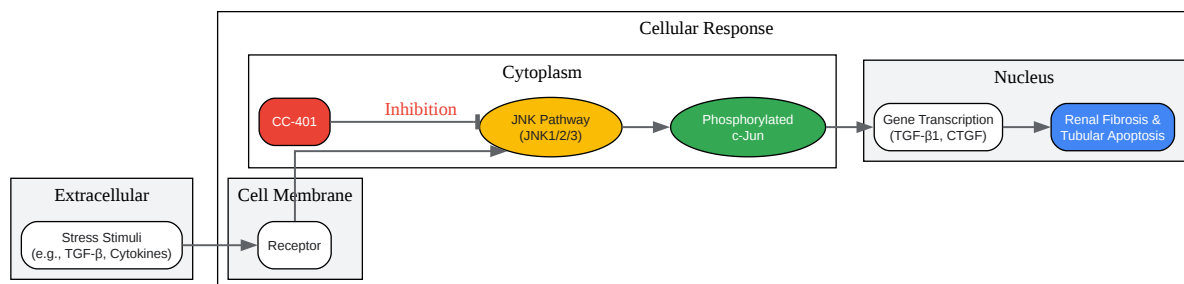 Cellular Response
Cytoplasm
CC-401
Inhibition
JNK Pathway
(JNK1/2/3)
Phosphorylated
c-Jun
Nucleus
Gene Transcription
(TGF-β1, CTGF)
Renal Fibrosis &
Tubular Apoptosis
Extracellular
Stress Stimuli
(e.g., TGF-β, Cytokines)
Cell Membrane
Receptor